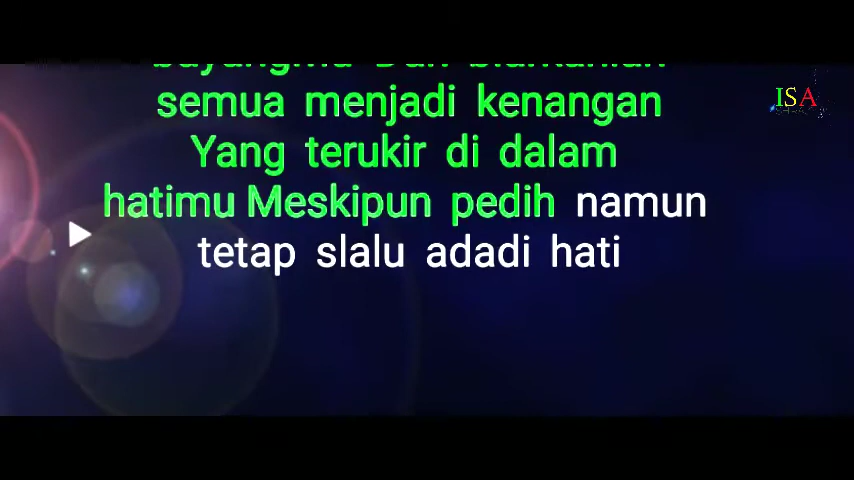 semua menjadi kenangan
Yang terukir di dalam
hatimu Meskipun pedih namun
tetap slalu adadi hati
ISA